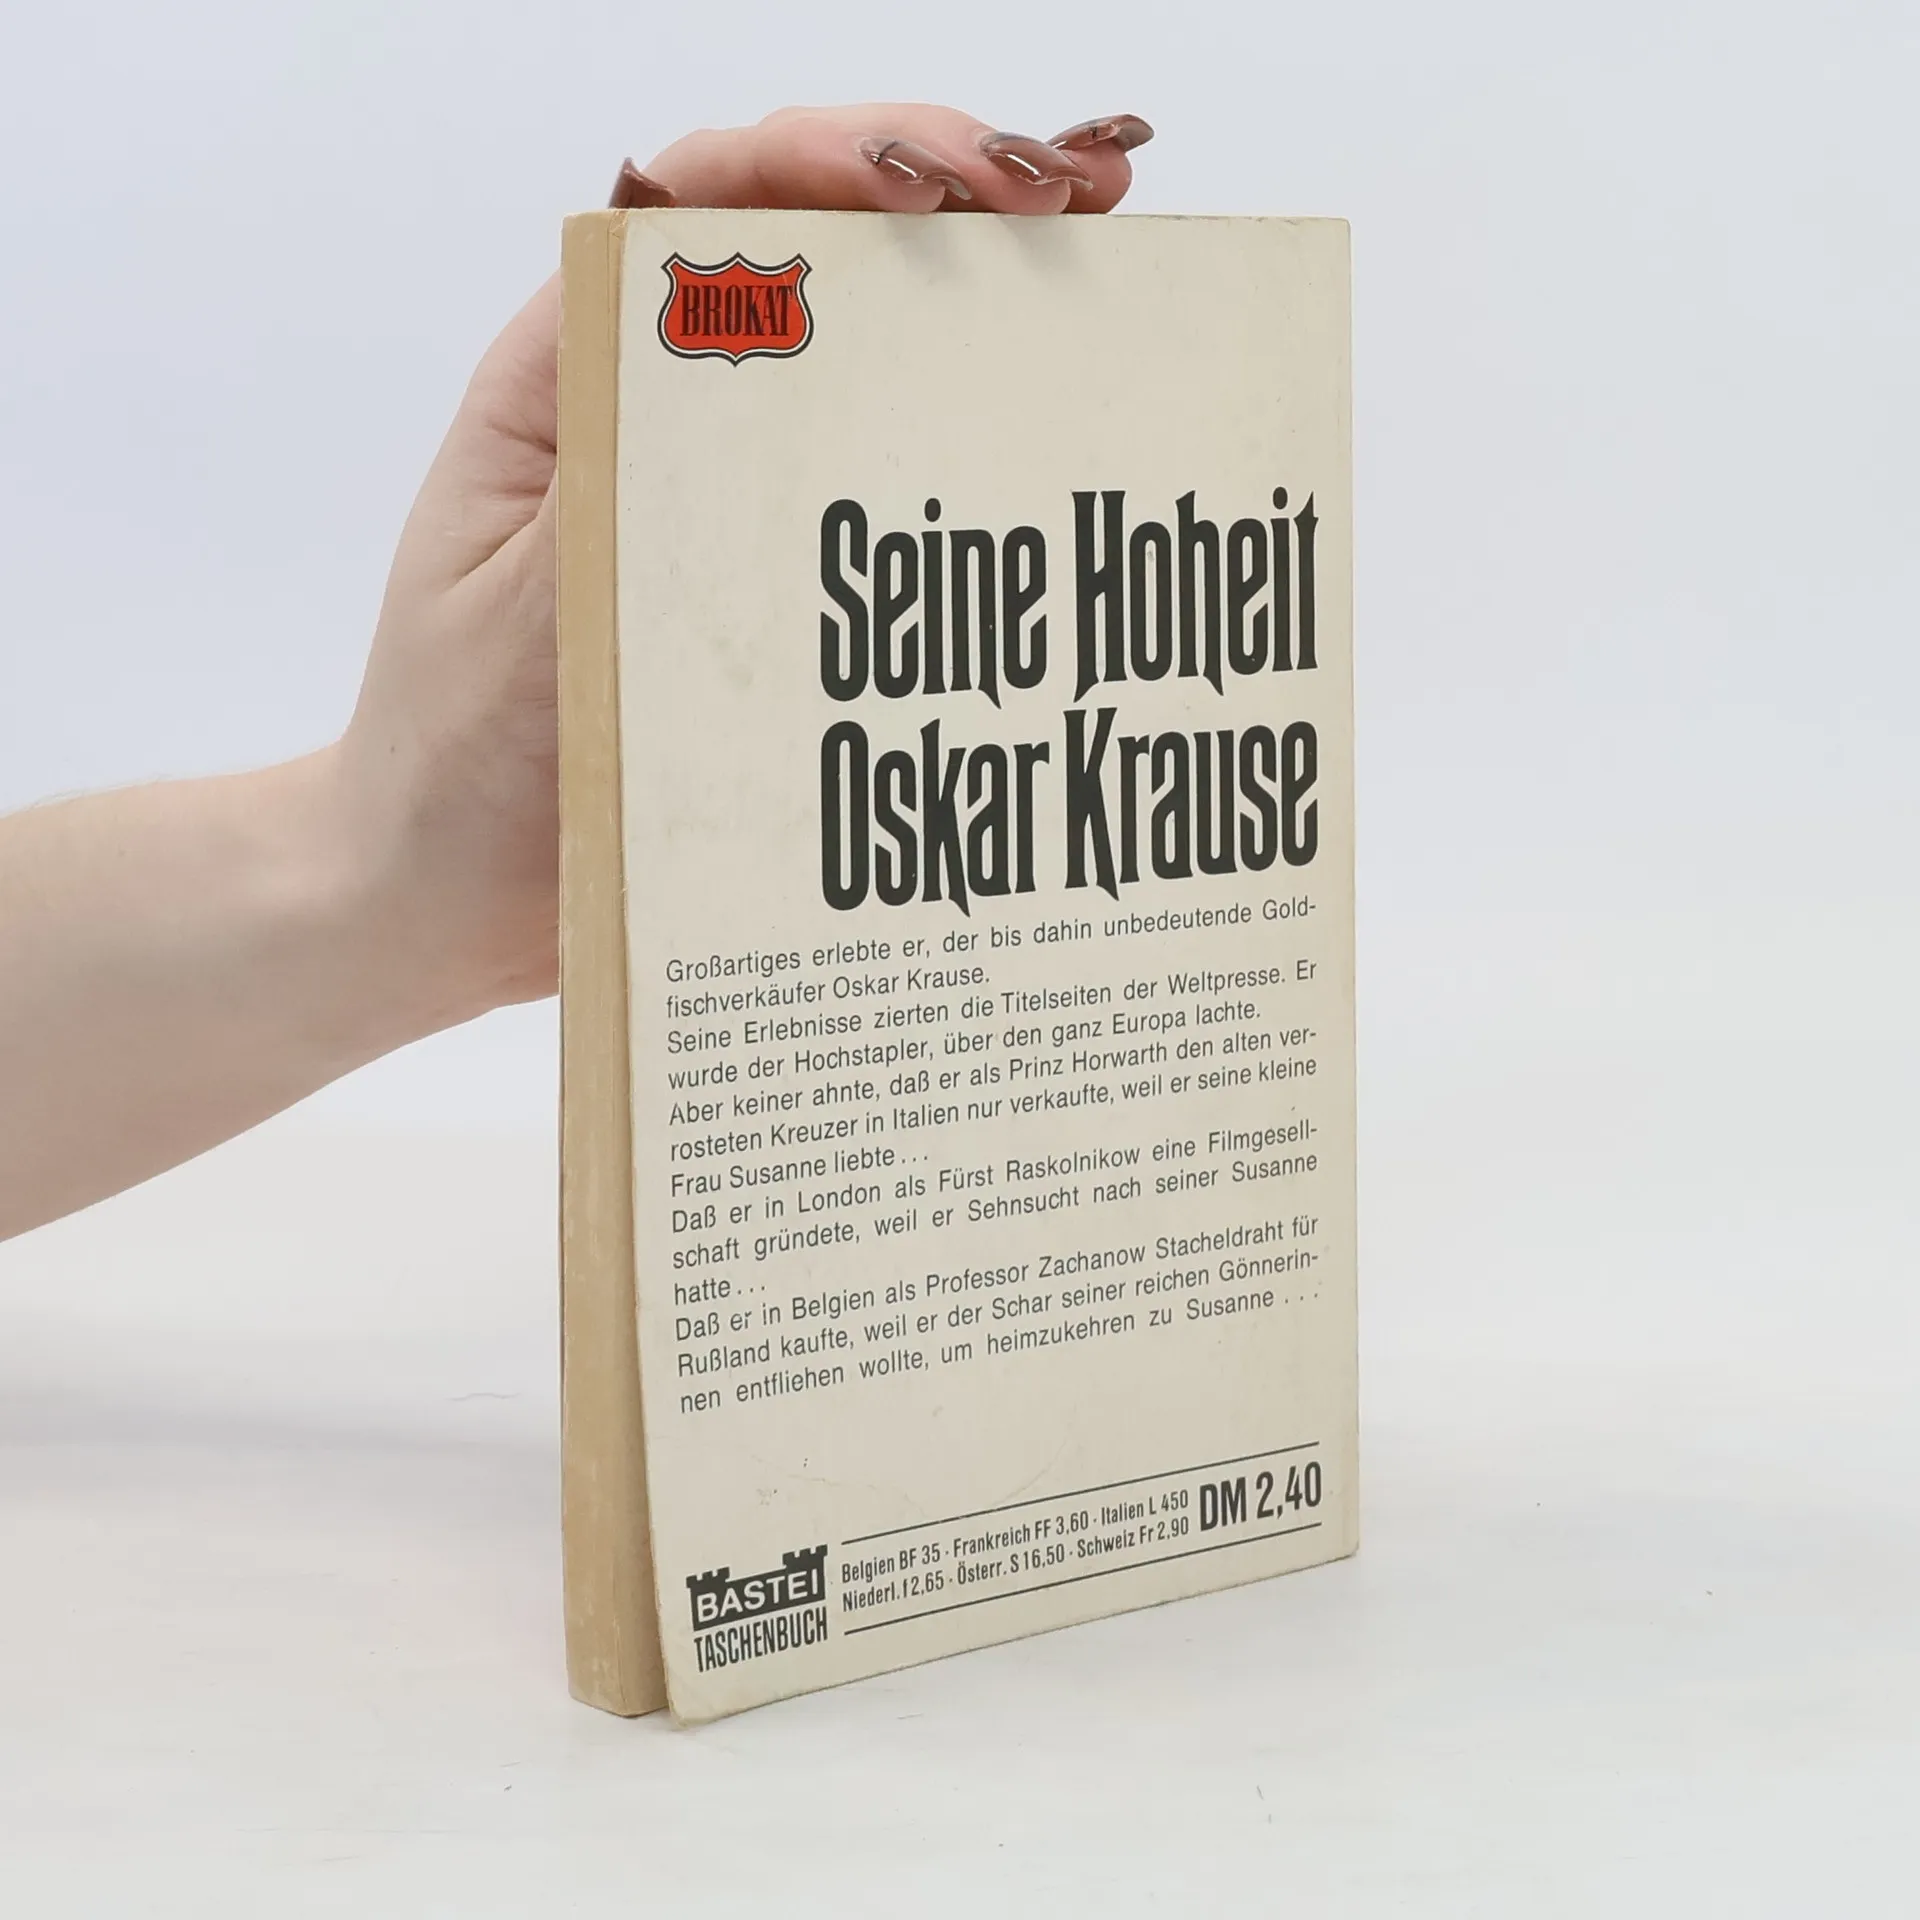 BROKAT
Seine Hoheit
Oskar Krause
Großartiges erlebte er, der bis dahin unbedeutende Gold-
fischverkäufer Oskar Krause.
Seine Erlebnisse zierten die Titelseiten der Weltpresse. Er
wurde der Hochstapler, über den ganz Europa lachte.
Aber keiner ahnte, daß er als Prinz Horwarth den alten ver-
rosteten Kreuzer in Italien nur verkaufte, weil er seine kleine
Frau Susanne liebte...
Daß er in London als Fürst Raskolnikow eine Filmgesell-
schaft gründete, weil er Sehnsucht nach seiner Susanne
hatte...
Daß er in Belgien als Professor Zachanow Stacheldraht für
Rußland kaufte, weil er der Schar seiner reichen Gönnerin-
nen entfliehen wollte, um heimzukehren zu Susanne...
Belgien BF 35 · Frankreich FF 3,60 · Italien L 450
Niederl. f 2,65 · Österr. S 16,50 · Schweiz Fr 2,90
DM 2,40
BASTEI
TASCHENBUCH